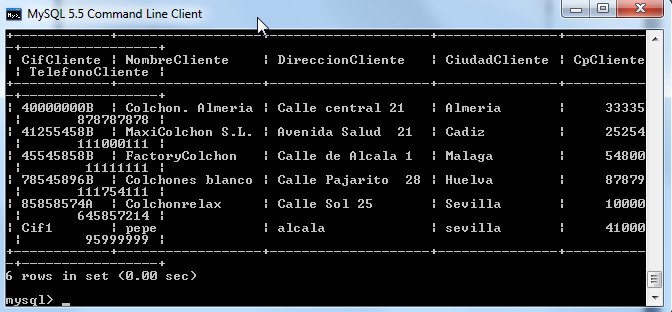 MySQL 5.5 Command Line Client
+------------+------------------+--------------------+---------------+----------
-+-----------------+
| CifCliente | NombreCliente    | DireccionCliente   | CiudadCliente | CpCliente
 | TelefonoCliente |
+------------+------------------+--------------------+---------------+----------
-+-----------------+
| 40000000B  | Colchon. Almeria | Calle central 21   | Almeria       |     33335
 |       878787878 |
| 41255458B  | MaxiColchon S.L. | Avenida Salud  21  | Cadiz         |     25254
 |       111000111 |
| 45545858B  | FactoryColchon   | Calle de Alcala 1  | Malaga        |     54800
 |        11111111 |
| 78545896B  | Colchones blanco | Calle Pajarito  28 | Huelva        |     87879
 |       111754111 |
| 85858574A  | Colchonrelax     | Calle Sol 25       | Sevilla       |     10000
 |       645857214 |
| Cif1       | pepe             | alcala             | sevilla       |     41000
 |        95999999 |
+------------+------------------+--------------------+---------------+----------
-+-----------------+
6 rows in set (0.00 sec)
mysql> _